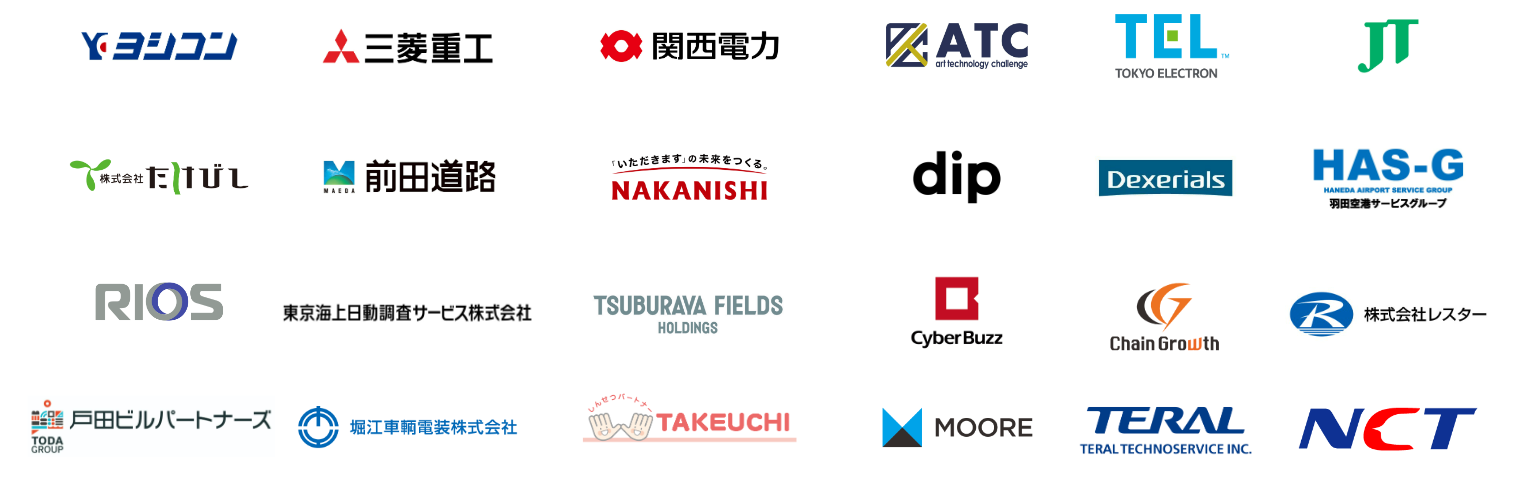 ヨシコン
三菱重工
関西電力
ATC
art technology challenge
TEL™
TOKYO ELECTRON
JT
株式会社たけびし
MAEDA
前田道路
「いただきます」の未来をつくる。
NAKANISHI
dip
Dexerials
HAS-G
HANEDA AIRPORT SERVICE GROUP
羽田空港サービスグループ
RIOS
東京海上日動調査サービス株式会社
TSUBURAYA FIELDS
HOLDINGS
CyberBuzz
Chain Growth
R
株式会社レスター
TODA
GROUP
戸田ビルパートナーズ
堀江車輌電装株式会社
しんせつパートナー
TAKEUCHI
MOORE
TERAL
TERAL TECHNOSERVICE INC.
NCT